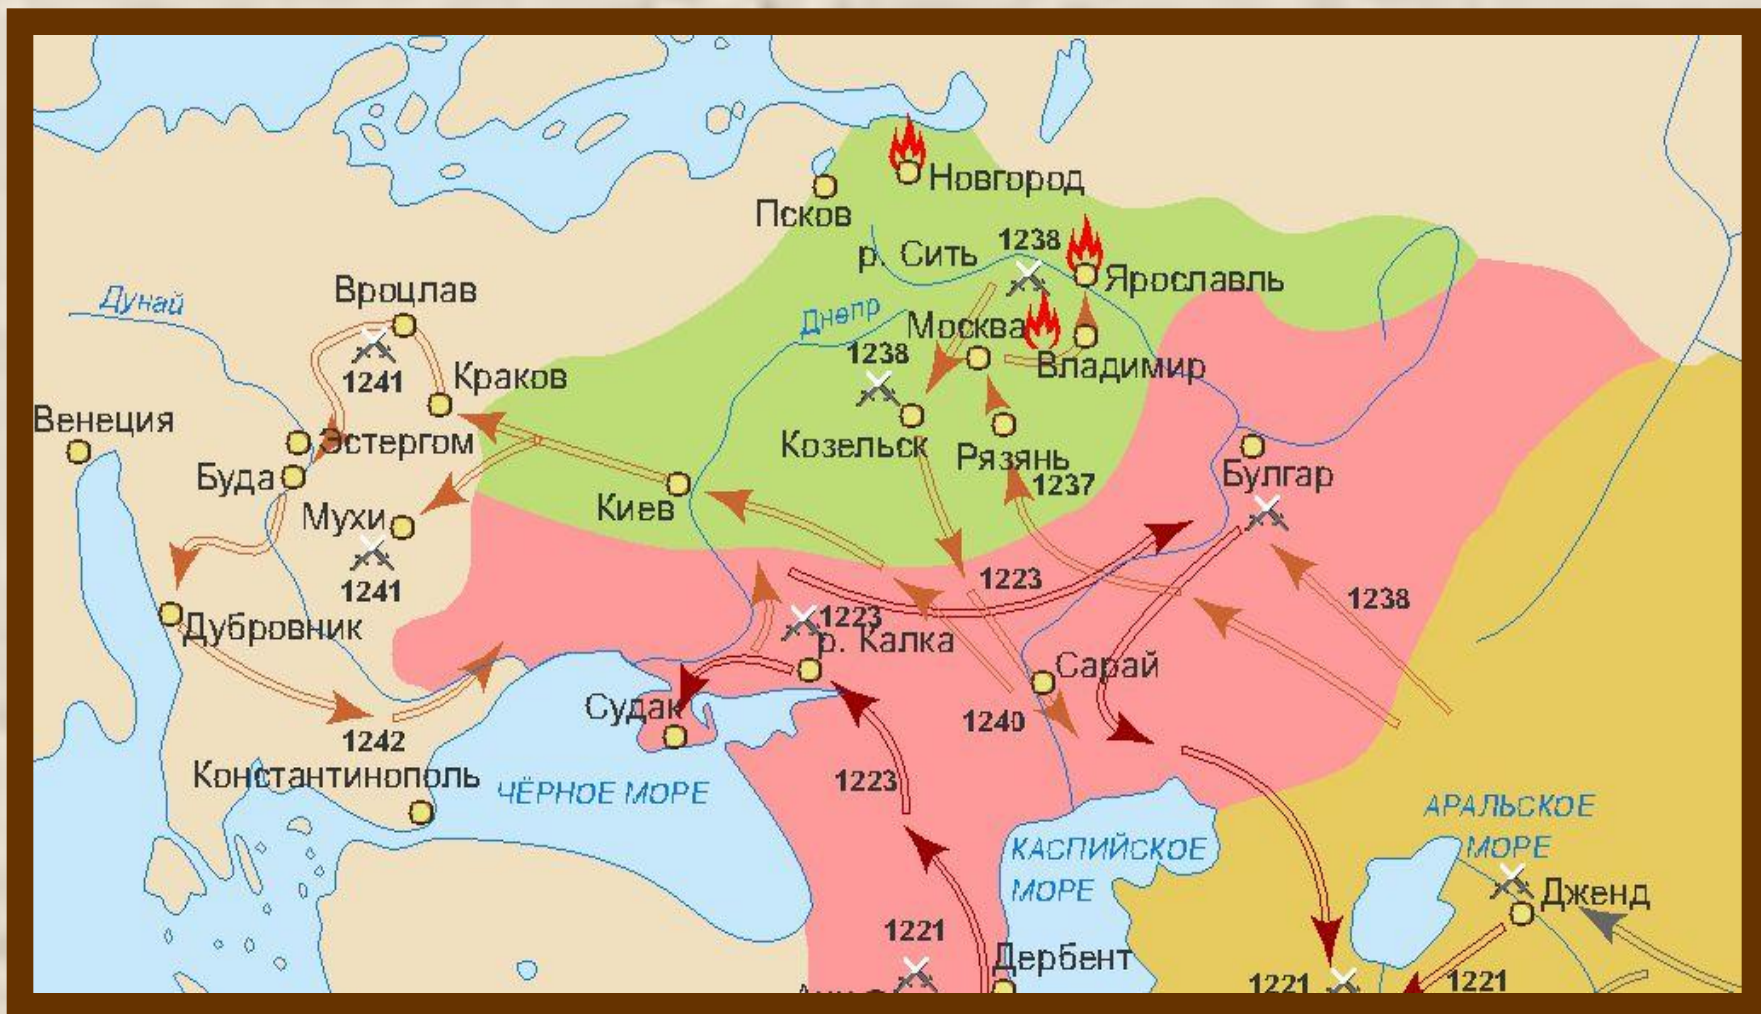 Новгород
Псков
р. Сить
1238
Ярославль
Вроцлав
Дунай
Днепр
Москва
1238
Владимир
1241
Краков
Венеция
Эстергом
Козельск
Рязянь
1237
Буда
Булгар
Мухи
Киев
1241
1223
1238
1223
р. Калка
Дубровник
Сарай
Судак
1240
1242
Константинополь
ЧЁРНОЕ МОРЕ
1223
АРАЛЬСКОЕ
МОРЕ
КАСПИЙСКОЕ
МОРЕ
Дженд
1221
Дербент
1221
1221